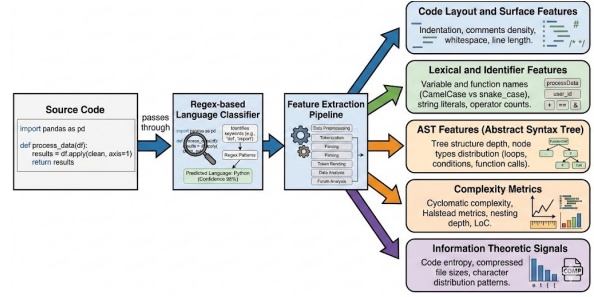 Source Code
import pandas as pd
def process_data(df):
results = df.apply(clean, axis=1)
return results
passes
through
Regex-based
Language Classifier
import pandas as pd
Identifies
keywords (e.g.,
"def", "import")
Regex Patterns
Predicted Language: Python
(Confidence 98%)
Feature Extraction
Pipeline
Data Preprocessing
Tokenization
Parsing
Parsing
Data Analysis
Code Layout and Surface Features
Indentation, comments density,
whitespace, line length.
#
/* */
Lexical and Identifier Features
Variable and function names
(CamelCase vs snake_case),
string literals, operator counts.
processData
user_id
+ == &
AST Features (Abstract Syntax Tree)
Tree structure depth, node
types distribution (loops,
conditions, function calls).
Complexity Metrics
Cyclomatic complexity,
Halstead metrics, nesting
depth, LoC.
Information Theoretic Signals
Code entropy, compressed
file sizes, character
distribution patterns.
COMP